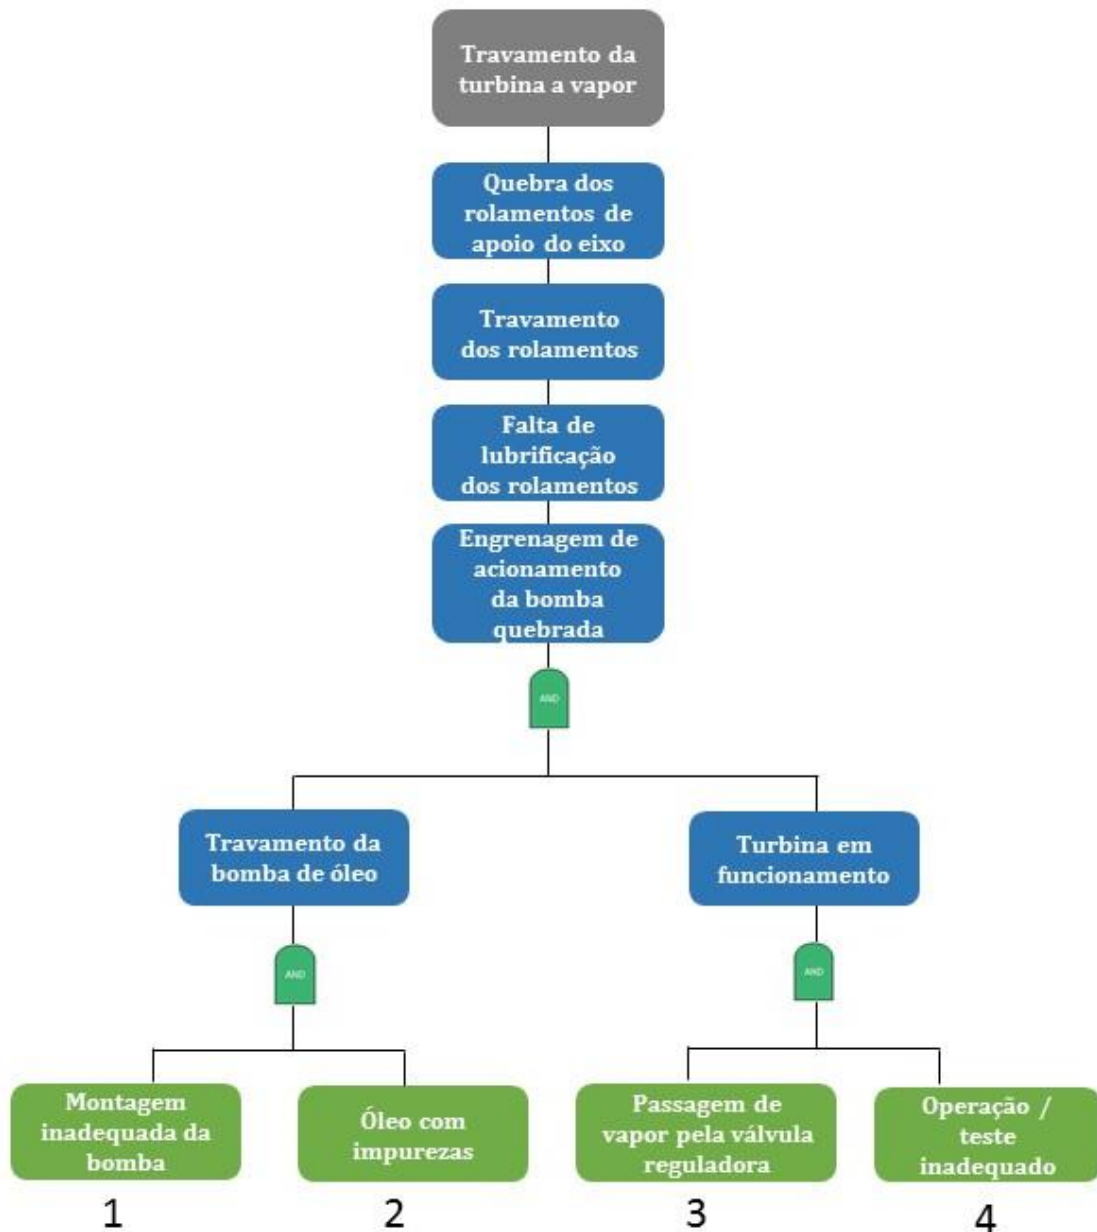 Travamento da
turbina a vapor
Quebra dos
rolamentos de
apoio do eixo
Travamento
dos rolamentos
Falta de
lubrificação
dos rolamentos
Engrenagem de
acionamento
da bomba
quebrada
AND
Travamento da
bomba de óleo
Turbina em
funcionamento
AND
AND
Montagem
inadequada da
bomba
Óleo com
impurezas
Passagem de
vapor pela válvula
reguladora
Operação /
teste
inadequado
1
2
3
4